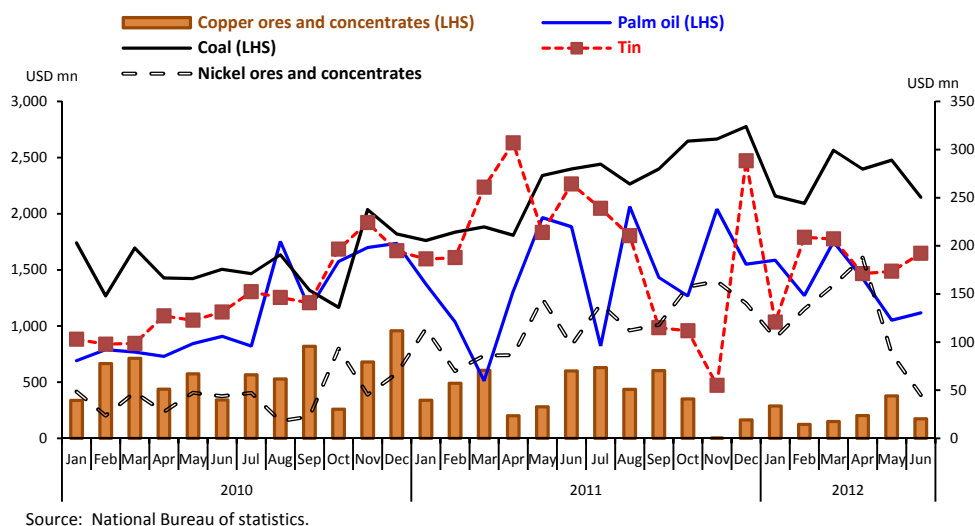 Copper ores and concentrates (LHS) Palm oil (LHS)
Coal (LHS) Tin
Nickel ores and concentrates
USD mn USD mn
3,000 350
2,500 300
2,000 250
1,500 200
1,000 150
500 100
0 50
0
Jan Feb Mar Apr May Jun Jul Aug Sep Oct Nov Dec Jan Feb Mar Apr May Jun Jul Aug Sep Oct Nov Dec Jan Feb Mar Apr May Jun
2010 2011 2012
Source: National Bureau of statistics.